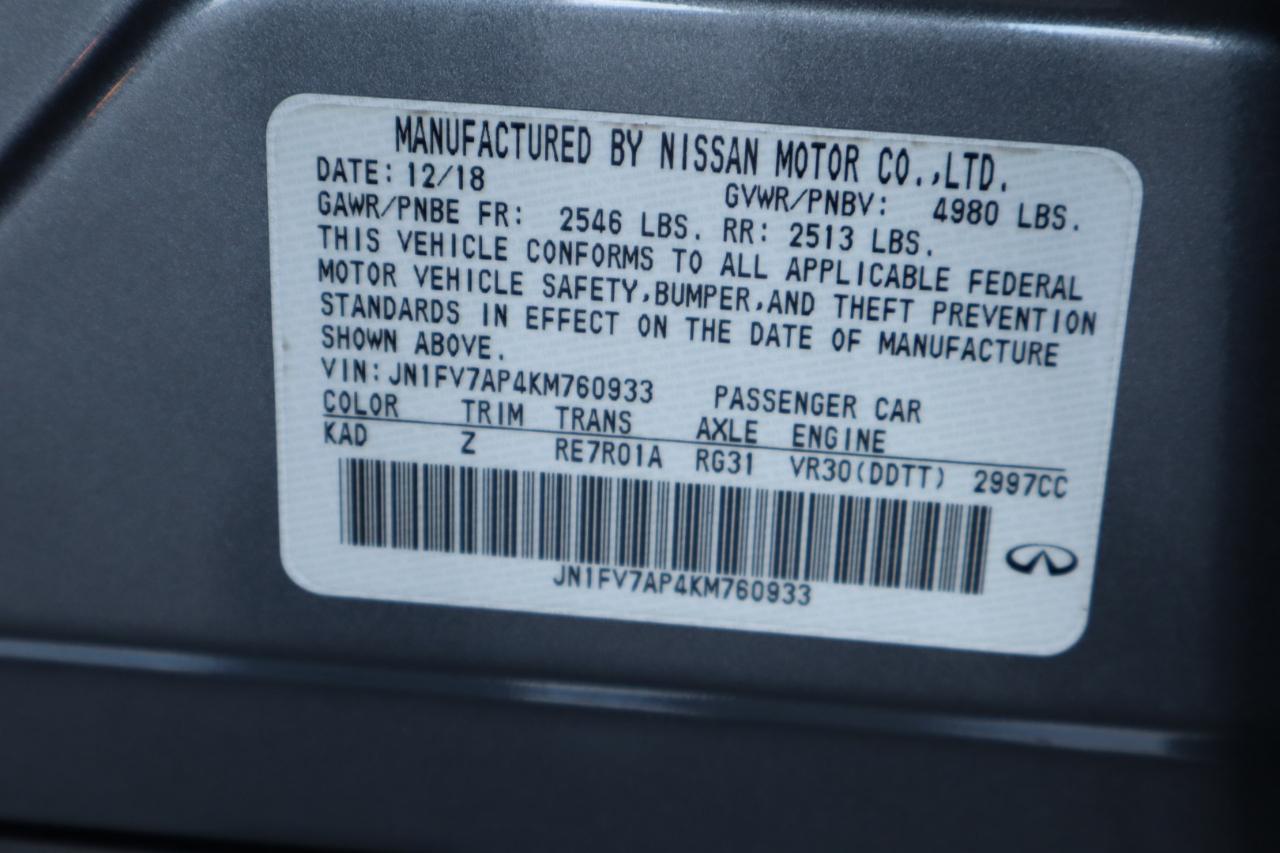 MANUFACTURED BY NISSAN MOTOR CO.,LTD.
DATE: 12/18 GVWR/PNBV: 4980 LBS.
GAWR/PNBE FR: 2546 LBS. RR: 2513 LBS.
THIS VEHICLE CONFORMS TO ALL APPLICABLE FEDERAL
MOTOR VEHICLE SAFETY,BUMPER,AND THEFT PREVENTION
STANDARDS IN EFFECT ON THE DATE OF MANUFACTURE
SHOWN ABOVE.
VIN:JN1FV7AP4KM760933 PASSENGER CAR
COLOR TRIM TRANS AXLE ENGINE
KAD Z RE7R01A RG31 VR30(DDTT) 2997CC
JN1FV7AP4KM760933